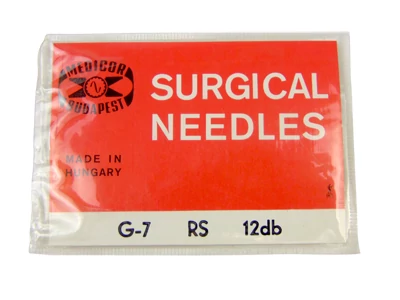 MEDICOR
BUDAPEST
SURGICAL
NEEDLES
MADE IN
HUNGARY
G-7 RS 12db